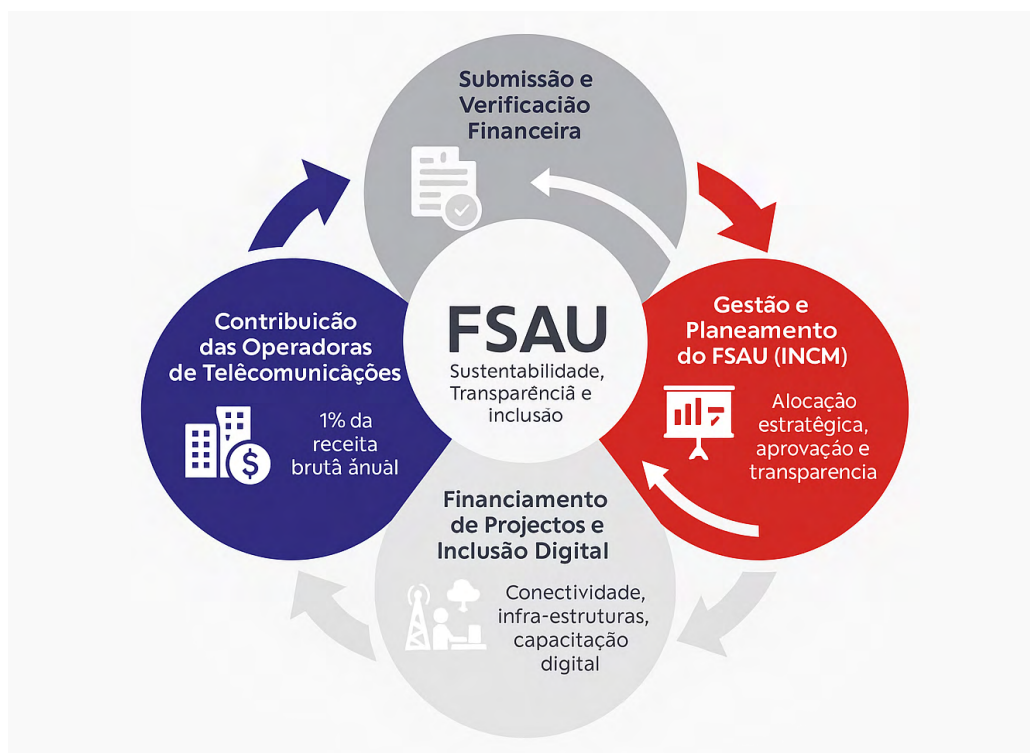 Submissão e
Verificacião
Financeira
Contribuicão
das Operadoras
de Telêcomunicações
1% da
receita
brutâ ânuàl
FSAU
Sustentabilidade,
Transparênciâ e
inclusão
Gestão e
Planeamento
do FSAU (INCM)
Alocação
estratêgica,
aprovação e
transparencia
Financiamento
de Projectos e
Inclusão Digital
Conectividade,
infra-estruturas,
capacitação
digital